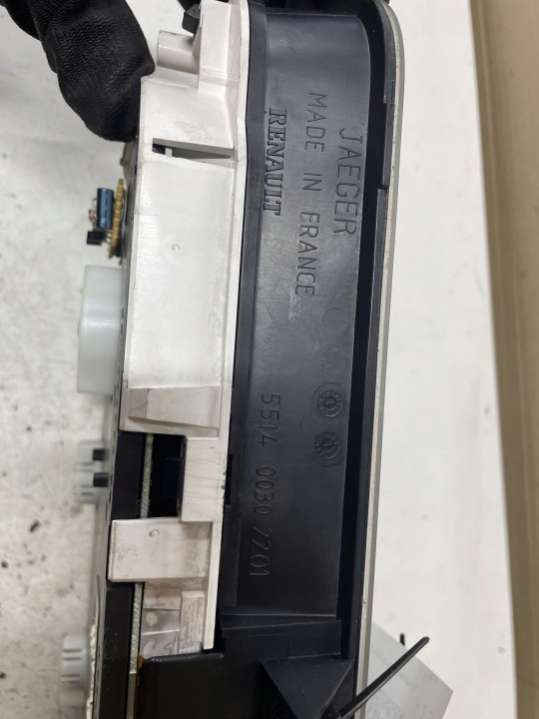 JAEGER
MADE IN FRANCE
RENAULT
5514 0030 7701